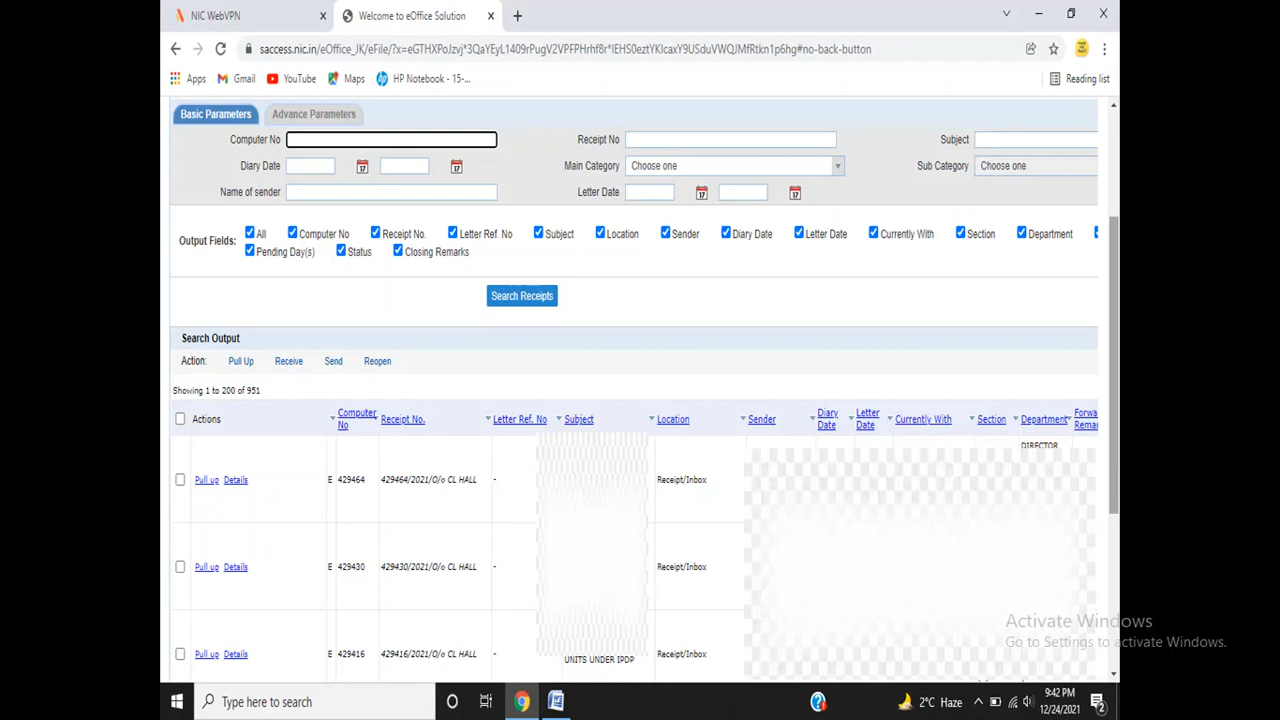 NIC WebVPN × Welcome to eOffice Solution ×
saccess.nic.in/eOffice_JK/eFile/?x=eGTHXPoJzvj*3QaYEyL1409rPugV2VPFPHrhf8r*IEHS0eztYKIcaxY9USduVWQJMfRtkn1p6hg#no-back-button
Apps Gmail YouTube Maps HP Notebook - 15-... Reading list
Basic Parameters Advance Parameters
Computer No Receipt No Subject
Diary Date 17 17 Main Category Choose one Sub Category Choose one
Name of sender Letter Date 17 17
Output Fields: All Computer No Receipt No. Letter Ref. No Subject Location Sender Diary Date Letter Date Currently With Section Department
Pending Day(s) Status Closing Remarks
Search Receipts
Search Output
Action: Pull Up Receive Send Reopen
Showing 1 to 200 of 951
Actions Computer No Receipt No. Letter Ref. No Subject Location Sender Diary Date Letter Date Currently With Section Department Forwa Remar
DIRECTOR
Pull up Details E 429464 429464/2021/O/o CL HALL - Receipt/Inbox
Pull up Details E 429430 429430/2021/O/o CL HALL - Receipt/Inbox
Pull up Details E 429416 429416/2021/O/o CL HALL - Receipt/Inbox
UNITS UNDER IPDP
Activate Windows
Go to Settings to activate Windows.
Type here to search 2°C Haze 9:42 PM
12/24/2021 2